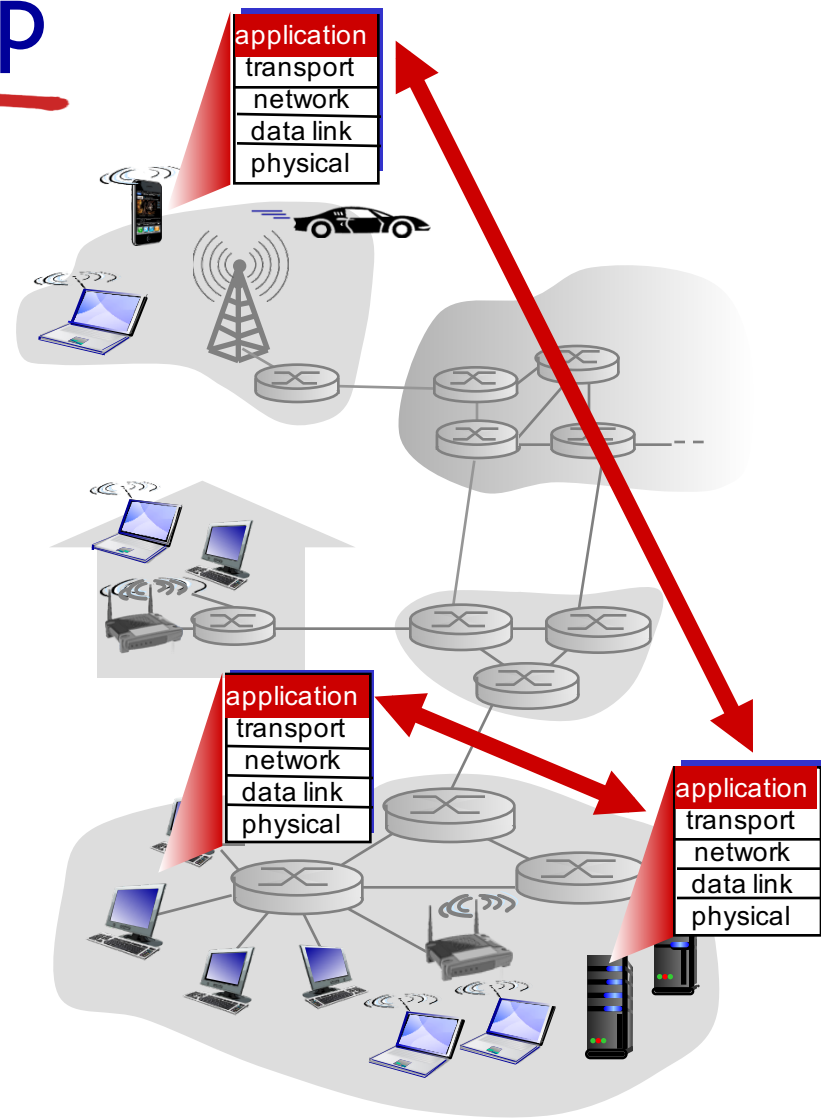 p
application
transport
network
data link
physical
application
transport
network
data link
physical
application
transport
network
data link
physical